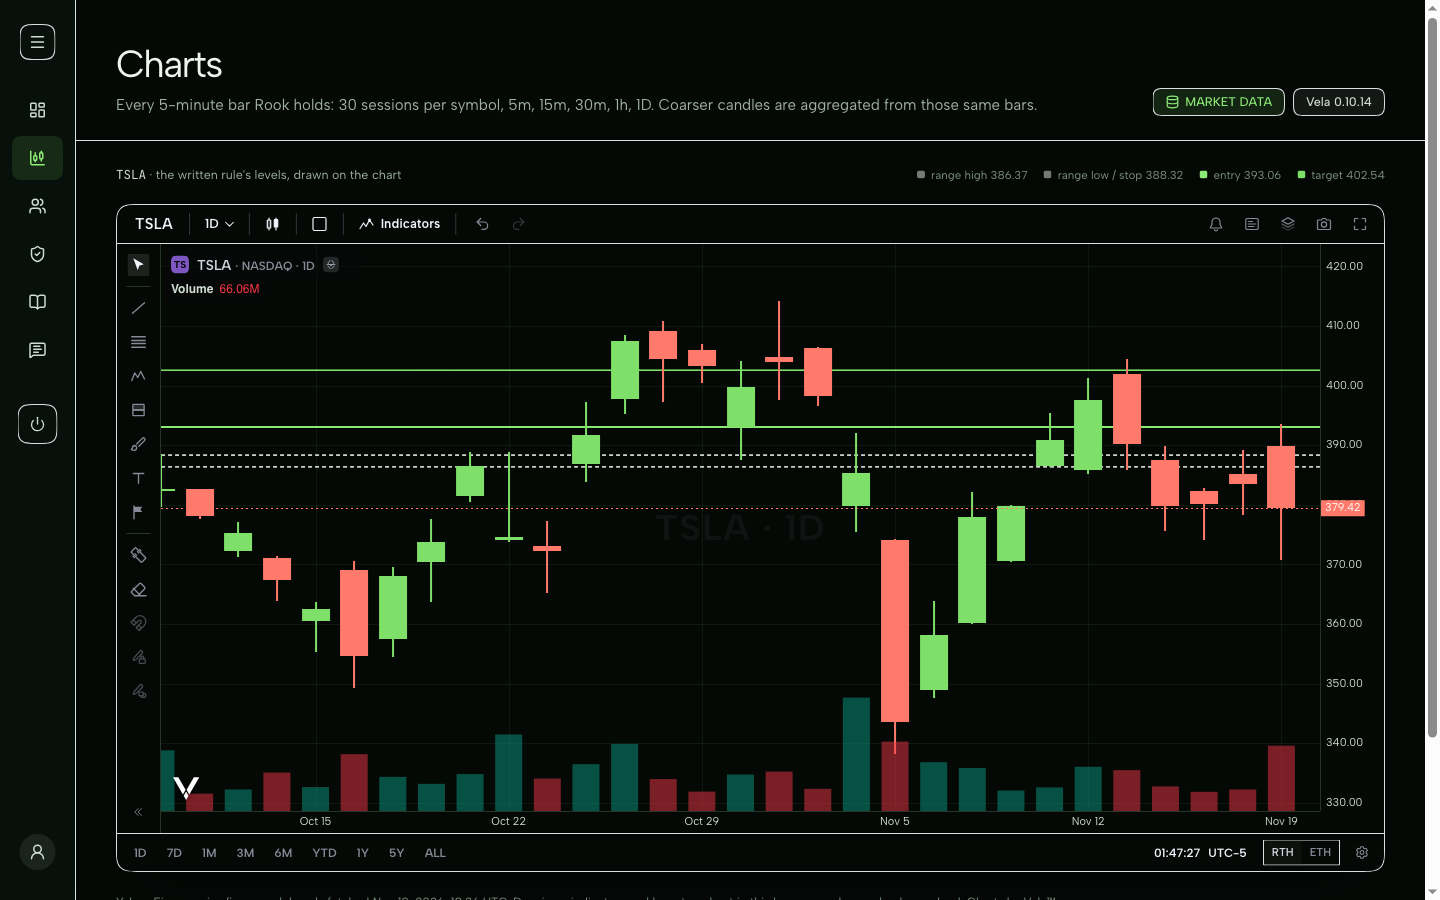 Charts
Every 5-minute bar Rook holds: 30 sessions per symbol, 5m, 15m, 30m, 1h, 1D. Coarser candles are aggregated from those same bars.
MARKET DATA
Vela 0.10.14
TSLA · the written rule's levels, drawn on the chart
range high 386.37
range low / stop 388.32
entry 393.06
target 402.54
TSLA
1D
Indicators
TS
TSLA · NASDAQ · 1D
Volume 66.06M
TSLA · 1D
420.00
410.00
400.00
390.00
379.42
370.00
360.00
350.00
340.00
330.00
Oct 15
Oct 22
Oct 29
Nov 5
Nov 12
Nov 19
1D 7D 1M 3M 6M YTD 1Y 5Y ALL
01:47:27 UTC-5
RTH ETH